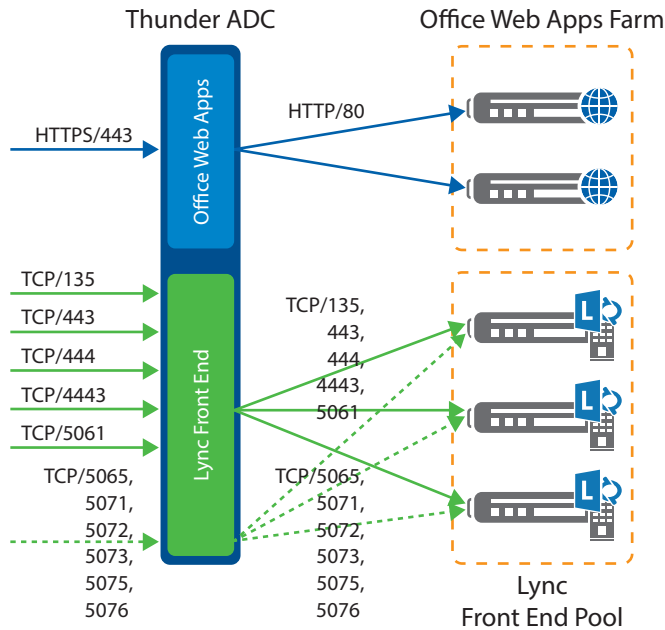 Thunder ADC
Office Web Apps Farm
HTTPS/443
Office Web Apps
HTTP/80
TCP/135
TCP/443
TCP/444
TCP/4443
TCP/5061
TCP/5065,
5071,
5072,
5073,
5075,
5076
Lync Front End
TCP/135,
443,
444,
4443,
5061
TCP/5065,
5071,
5072,
5073,
5075,
5076
L
L
L
Lync
Front End Pool